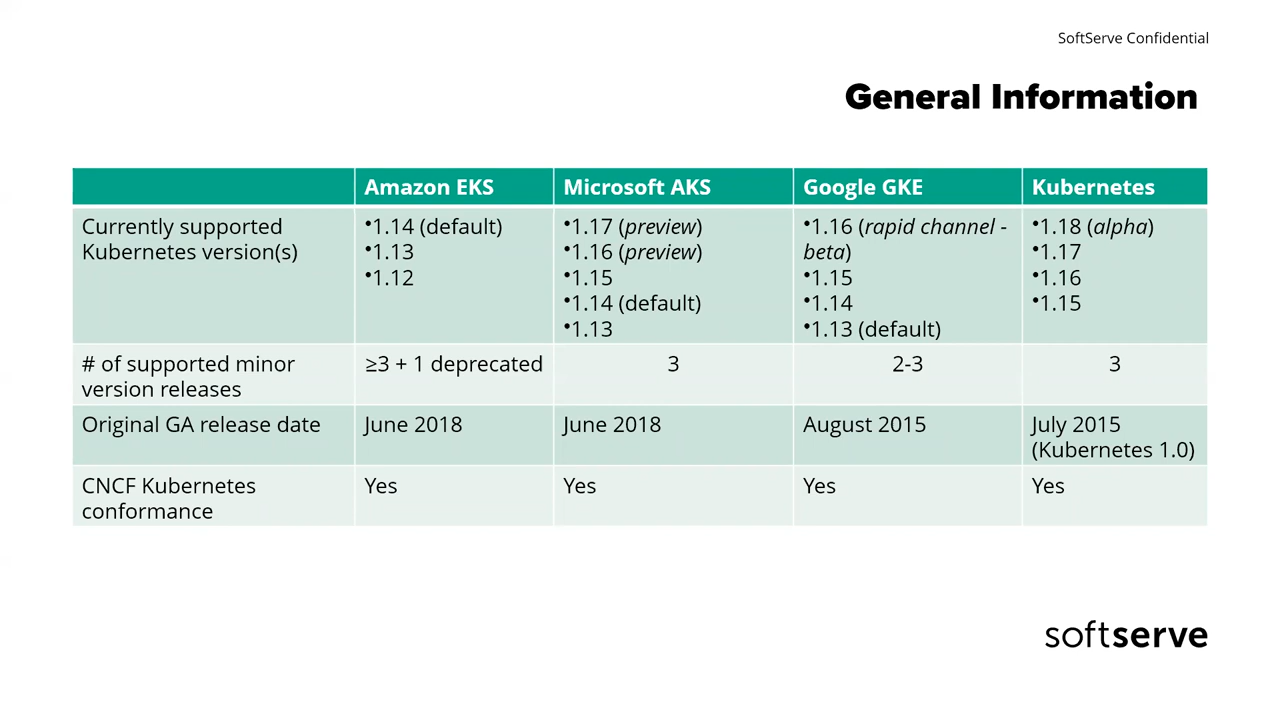 SoftServe Confidential
General Information
Amazon EKS
Microsoft AKS
Google GKE
Kubernetes
Currently supported
Kubernetes version(s)
•1.14 (default)
•1.13
•1.12
•1.17 (preview)
•1.16 (preview)
•1.15
•1.14 (default)
•1.13
•1.16 (rapid channel -
beta)
•1.15
•1.14
•1.13 (default)
•1.18 (alpha)
•1.17
•1.16
•1.15
# of supported minor
version releases
≥3 + 1 deprecated
3
2-3
3
Original GA release date
June 2018
June 2018
August 2015
July 2015
(Kubernetes 1.0)
CNCF Kubernetes
conformance
Yes
Yes
Yes
Yes
softserve